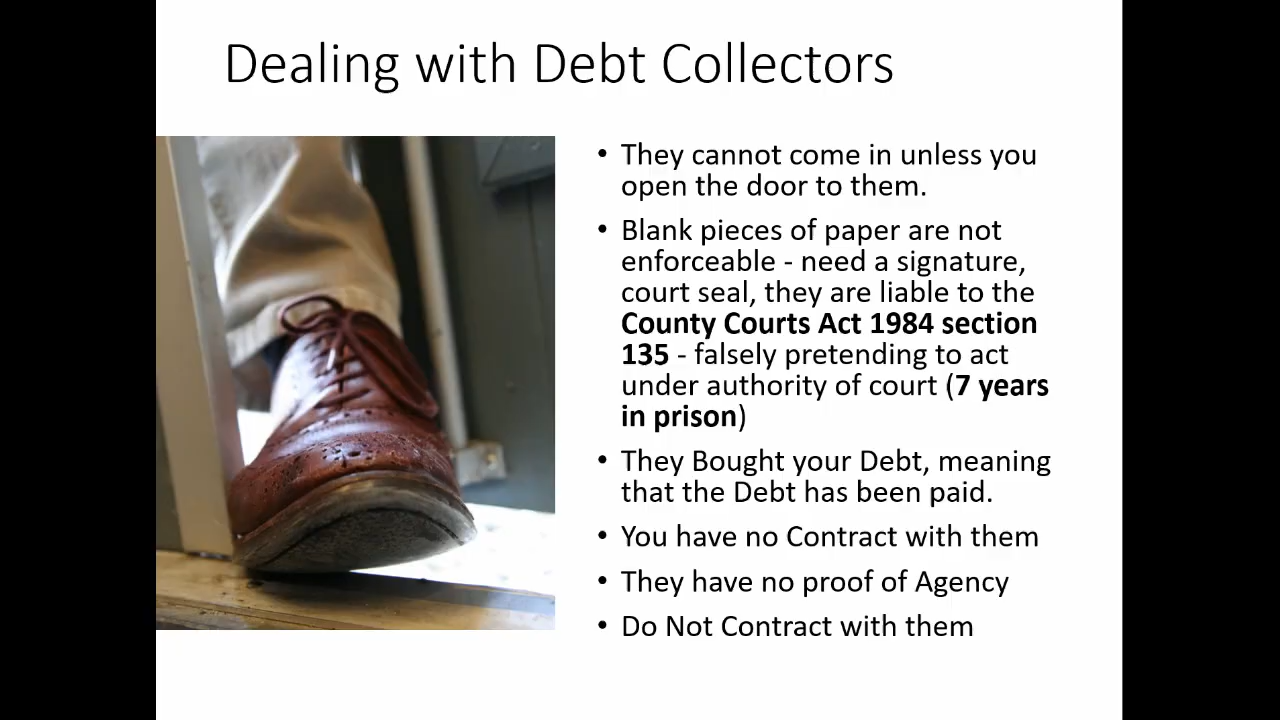 Dealing with Debt Collectors
• They cannot come in unless you
open the door to them.
• Blank pieces of paper are not
enforceable - need a signature,
court seal, they are liable to the
County Courts Act 1984 section
135 - falsely pretending to act
under authority of court (7 years
in prison)
• They Bought your Debt, meaning
that the Debt has been paid.
• You have no Contract with them
• They have no proof of Agency
• Do Not Contract with them